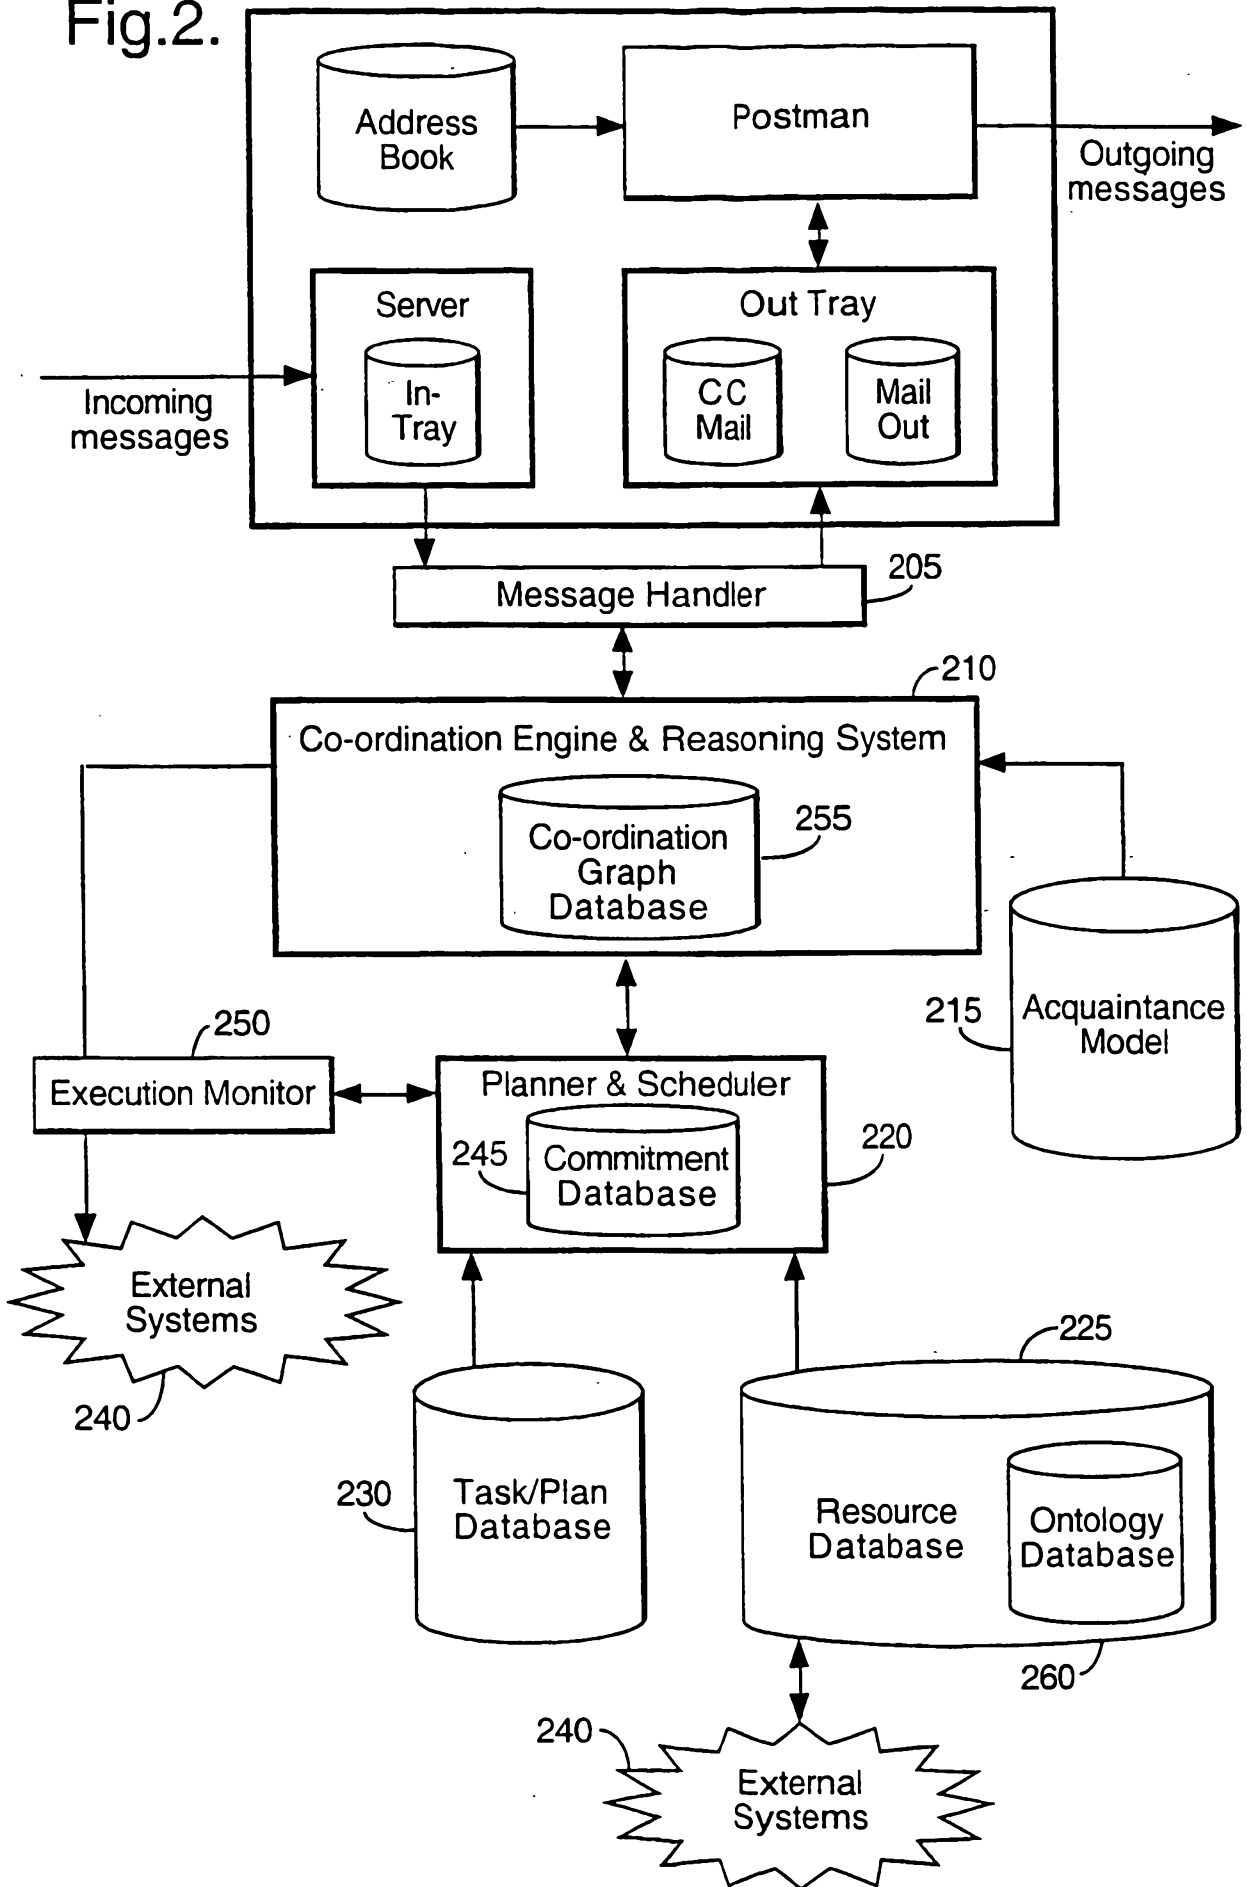 Fig.2.
Address
Book
Postman
Outgoing
messages
Server
In-
Tray
Out Tray
CC
Mail
Mail
Out
Incoming
messages
Message Handler
205
210
Co-ordination Engine & Reasoning System
Co-ordination
Graph
Database
255
215
Acquaintance
Model
250
Execution Monitor
Planner & Scheduler
245
Commitment
Database
220
External
Systems
240
225
230
Task/Plan
Database
Resource
Database
Ontology
Database
260
240
External
Systems